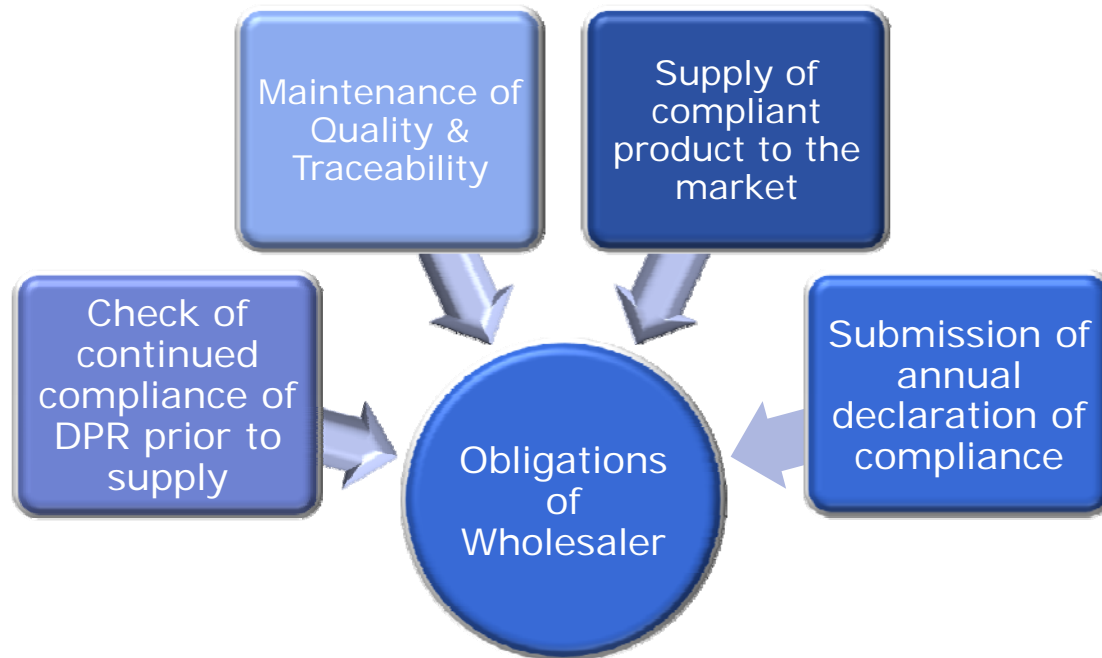 Maintenance of
Quality &
Traceability
Supply of
compliant
product to the
market
Check of
continued
compliance of
DPR prior to
supply
Submission of
annual
declaration of
compliance
Obligations
of
Wholesaler